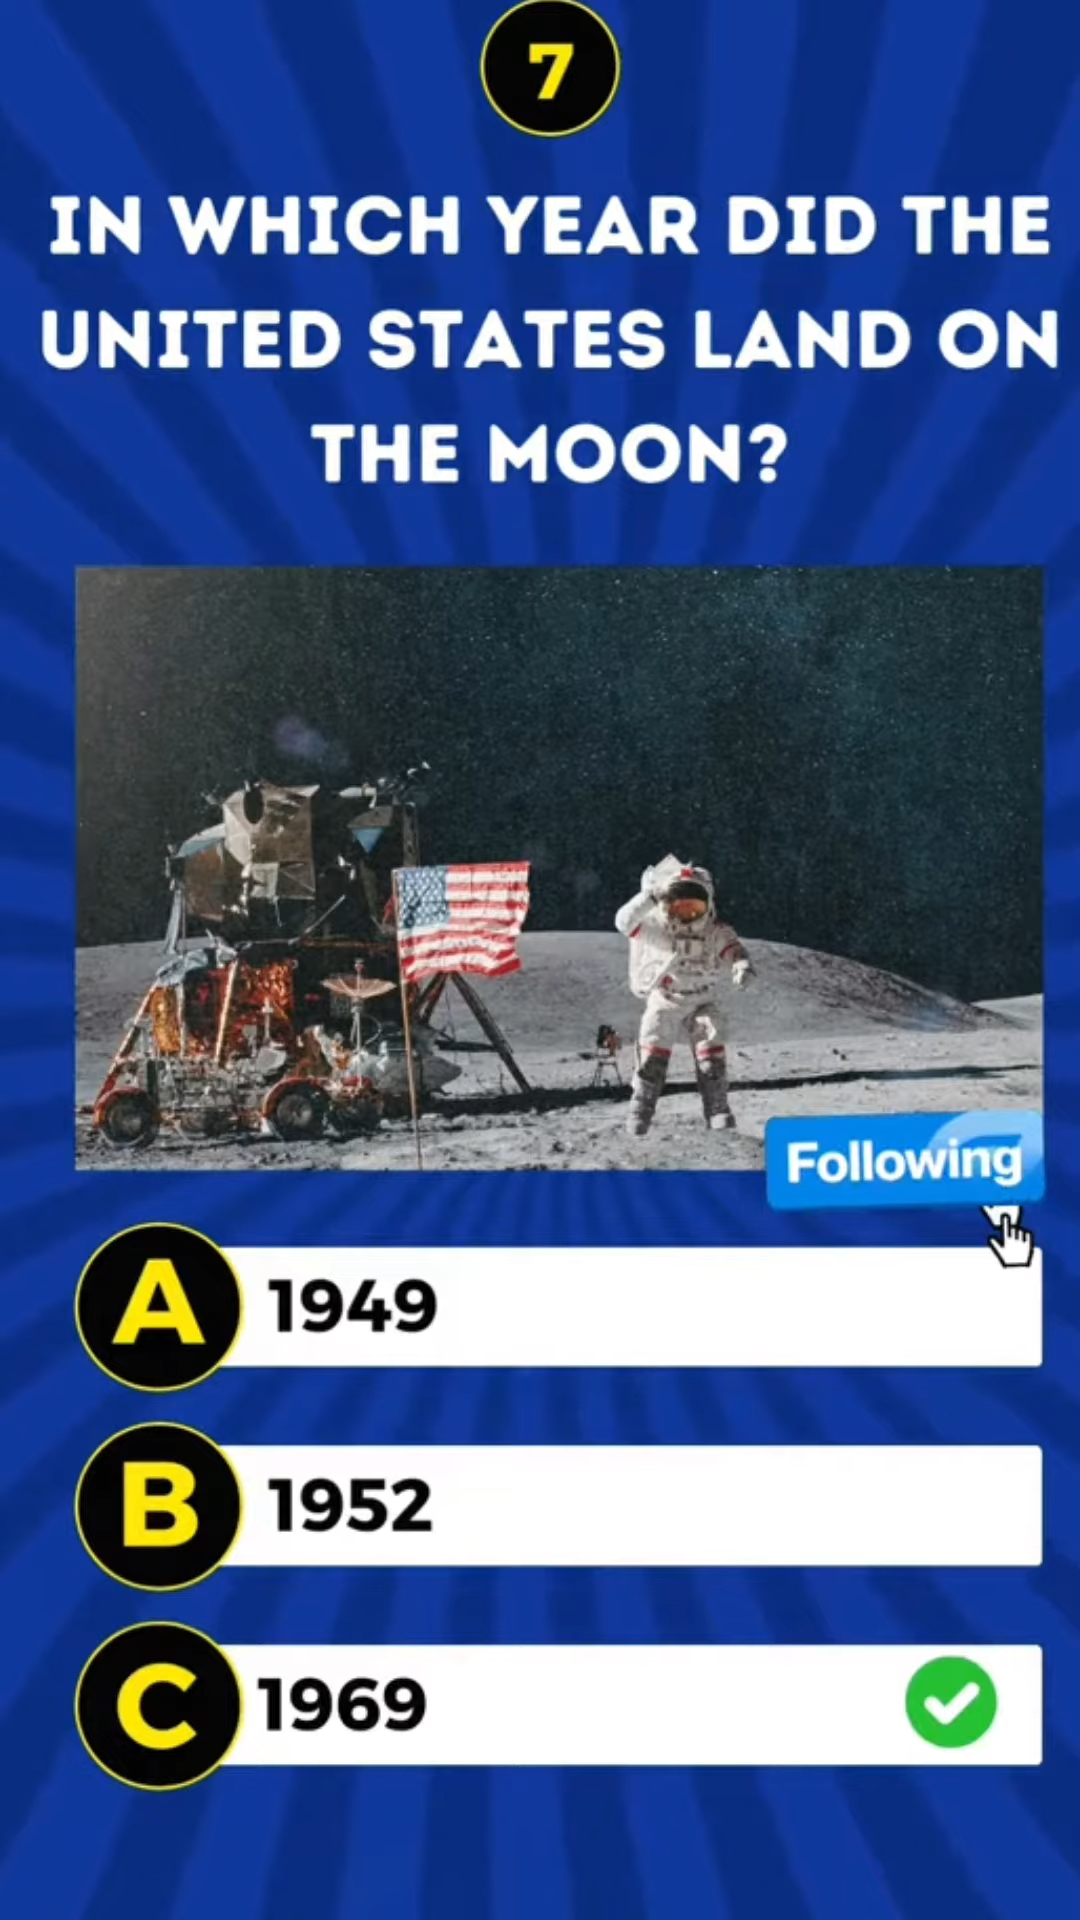 7
IN WHICH YEAR DID THE
UNITED STATES LAND ON
THE MOON?
Following
A 1949
B 1952
C 1969